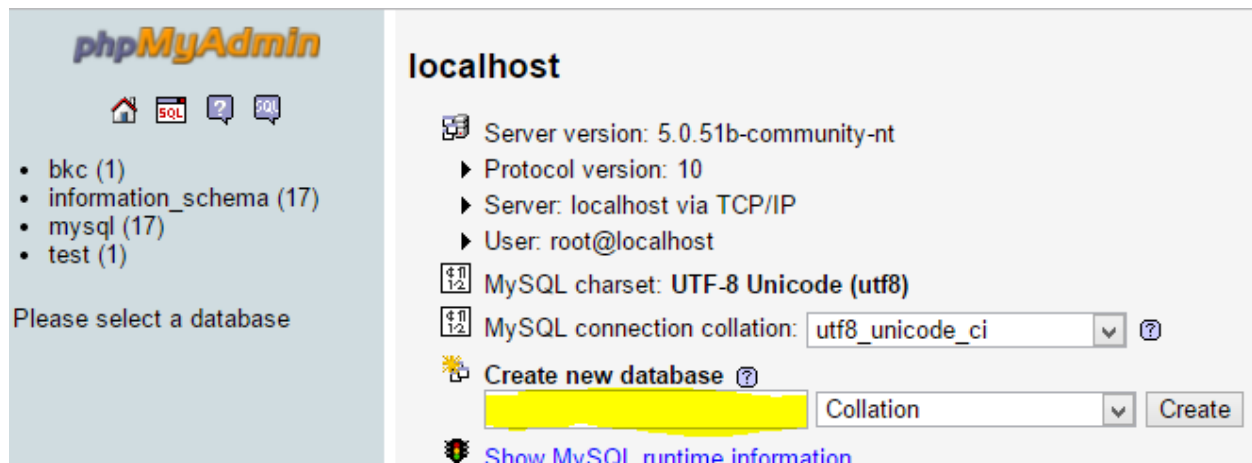 phpMyAdmin
SQL ? SQL
bkc (1)
information_schema (17)
mysql (17)
test (1)
Please select a database
localhost
Server version: 5.0.51b-community-nt
Protocol version: 10
Server: localhost via TCP/IP
User: root@localhost
MySQL charset: UTF-8 Unicode (utf8)
MySQL connection collation: utf8_unicode_ci ?
Create new database ?
Collation Create
Show MySQL runtime information